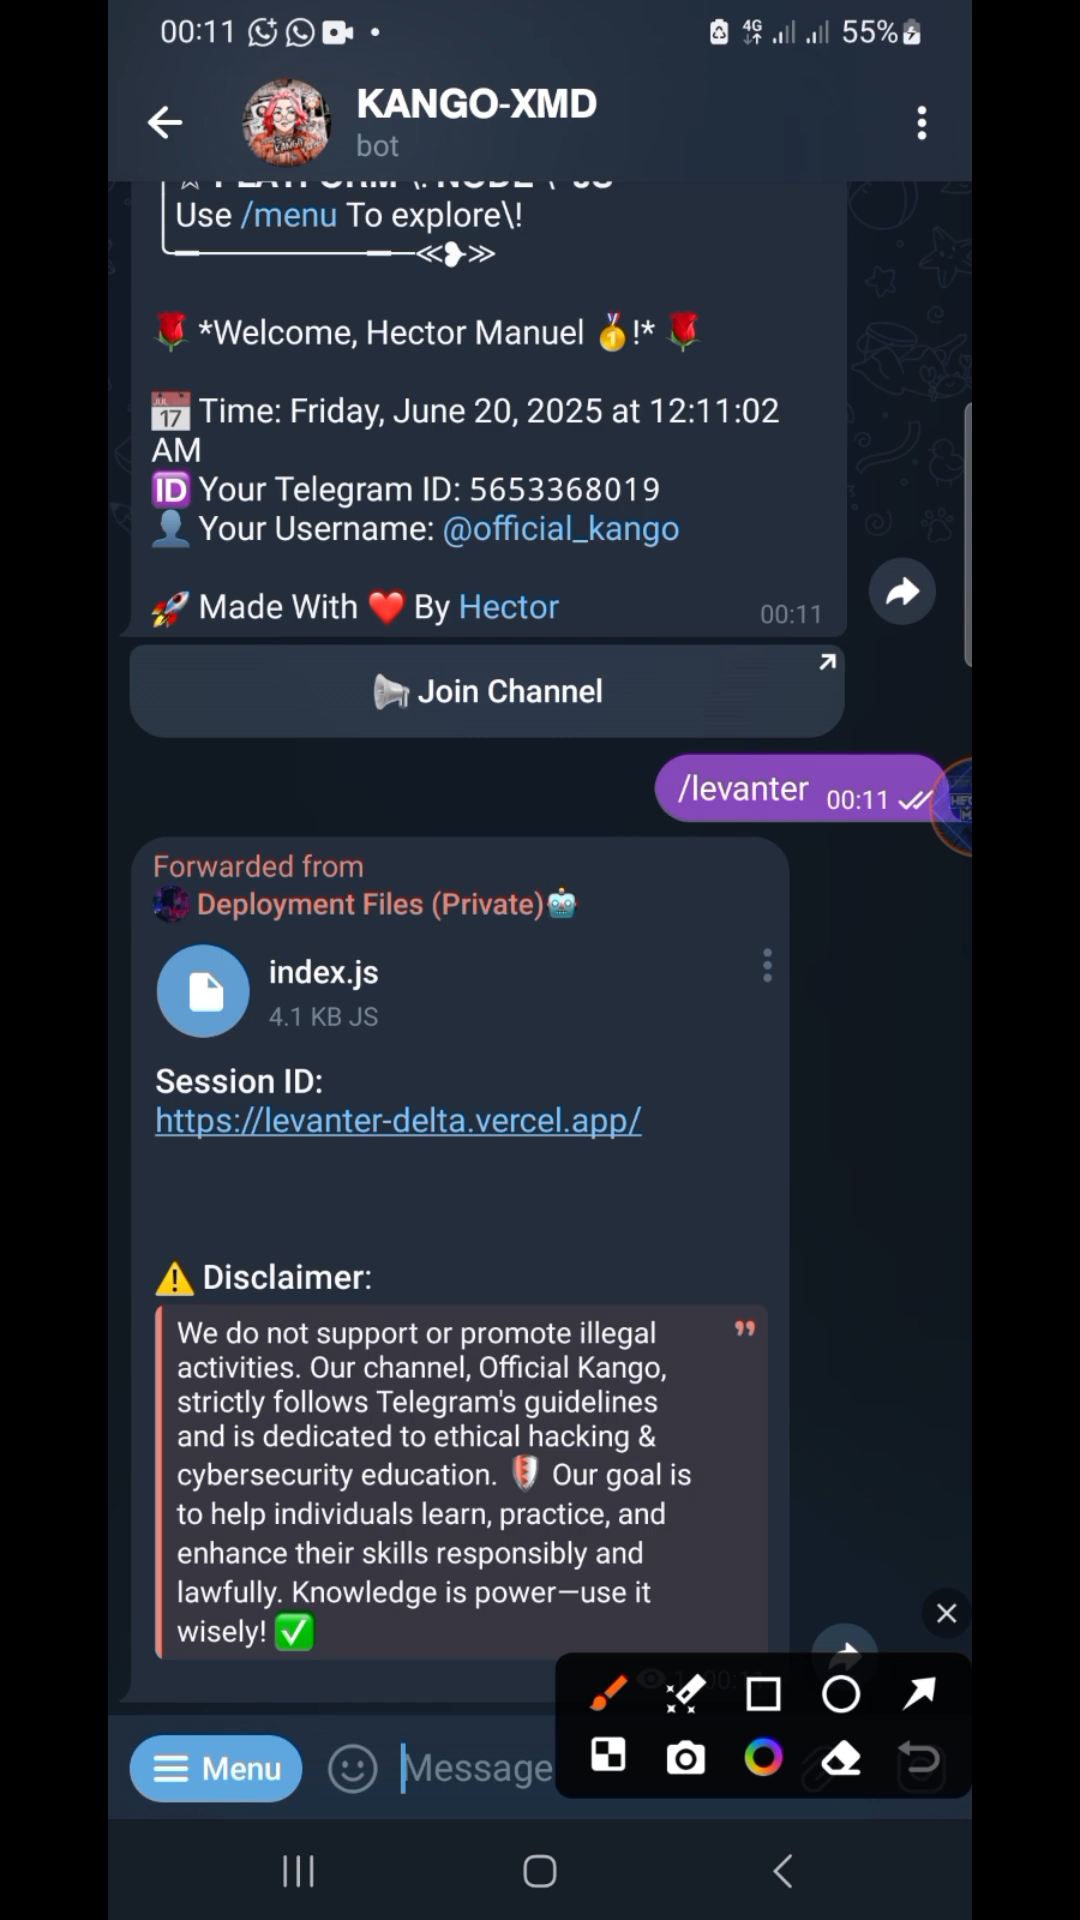 00:11
4G
55%
KANGO-XMD
bot
☆ PLATFORM \: NODE \- JS
Use /menu To explore\!
🌹 *Welcome, Hector Manuel 🥇!* 🌹
📅 Time: Friday, June 20, 2025 at 12:11:02
AM
🆔 Your Telegram ID: 5653368019
👤 Your Username: @official_kango
🚀 Made With ❤️ By Hector
00:11
📢 Join Channel
/levanter 00:11
Forwarded from
Deployment Files (Private)🤖
index.js
4.1 KB JS
Session ID:
https://levanter-delta.vercel.app/
⚠️ Disclaimer:
We do not support or promote illegal
activities. Our channel, Official Kango,
strictly follows Telegram's guidelines
and is dedicated to ethical hacking &
cybersecurity education. 🛡️ Our goal is
to help individuals learn, practice, and
enhance their skills responsibly and
lawfully. Knowledge is power—use it
wisely! ✅
Menu
Message